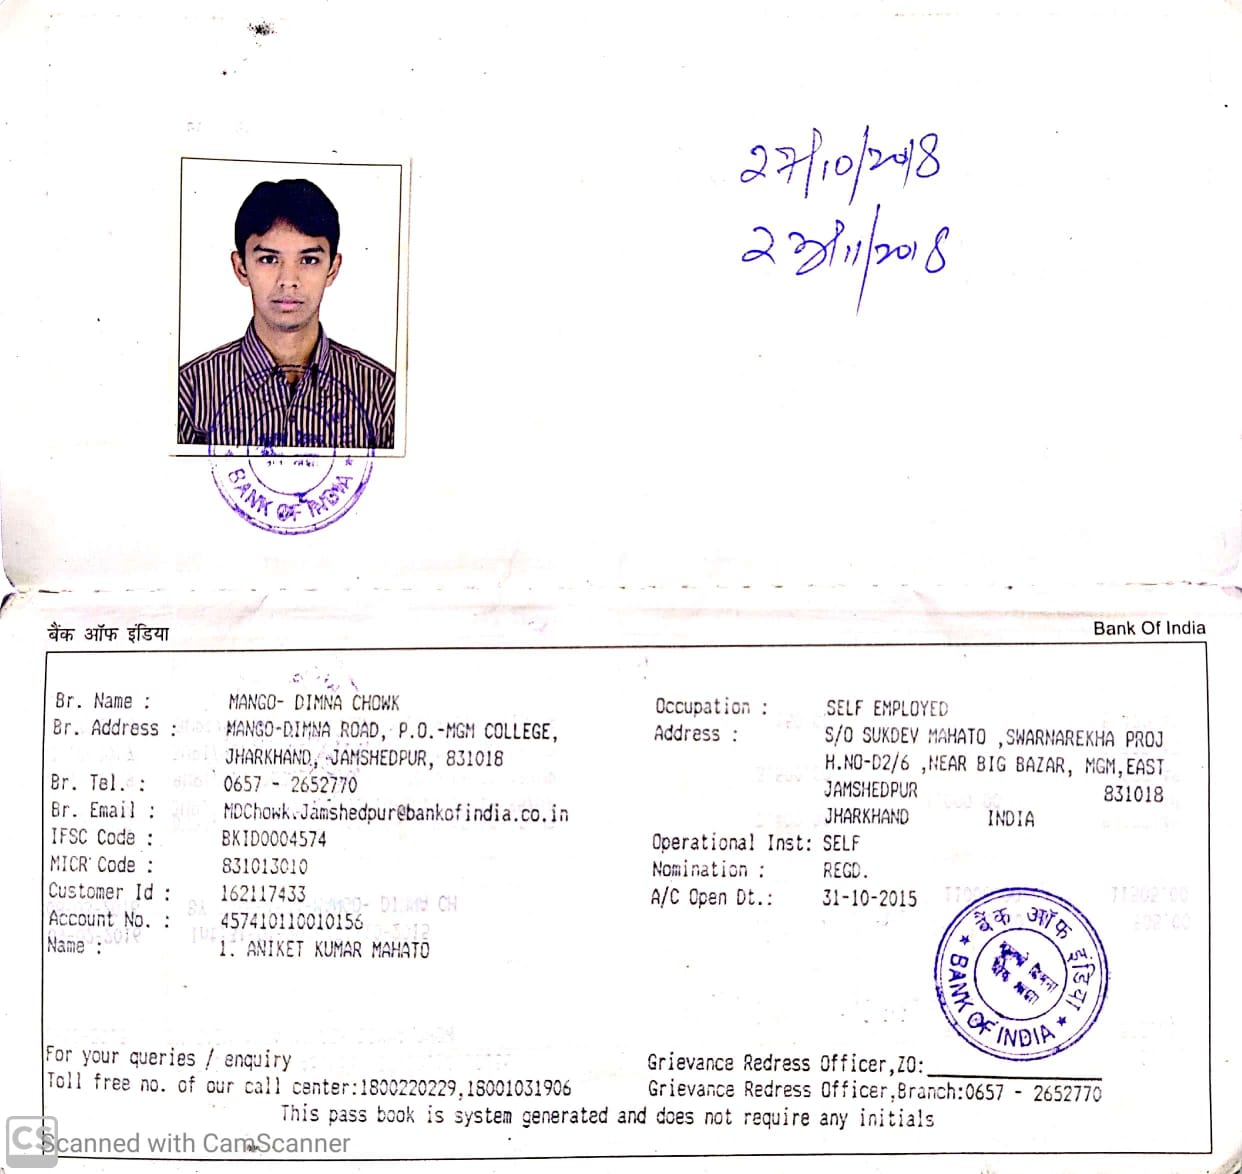 27/10/2018
23/11/2018
BANK OF INDIA
बैंक ऑफ इंडिया
Bank Of India
Br. Name : MANGO- DIMNA CHOWK
Br. Address : MANGO-DIMNA ROAD, P.O.-MGM COLLEGE,
JHARKHAND, JAMSHEDPUR, 831018
Br. Tel.: 0657 - 2652770
Br. Email : MDChowk.Jamshedpur@bankofindia.co.in
IFSC Code : BKID0004574
MICR Code : 831013010
Customer Id : 162117433
Account No. : 457410110010156
Name : 1. ANIKET KUMAR MAHATO
Occupation : SELF EMPLOYED
Address : S/O SUKDEV MAHATO ,SWARNAREKHA PROJ
H.NO-D2/6 ,NEAR BIG BAZAR, MGM,EAST
JAMSHEDPUR 831018
JHARKHAND INDIA
Operational Inst: SELF
Nomination : REGD.
A/C Open Dt.: 31-10-2015
बैंक ऑफ इंडिया
BANK OF INDIA
For your queries / enquiry
Toll free no. of our call center:1800220229,18001031906
Grievance Redress Officer,ZO:
Grievance Redress Officer,Branch:0657 - 2652770
This pass book is system generated and does not require any initials
CS
Scanned with CamScanner